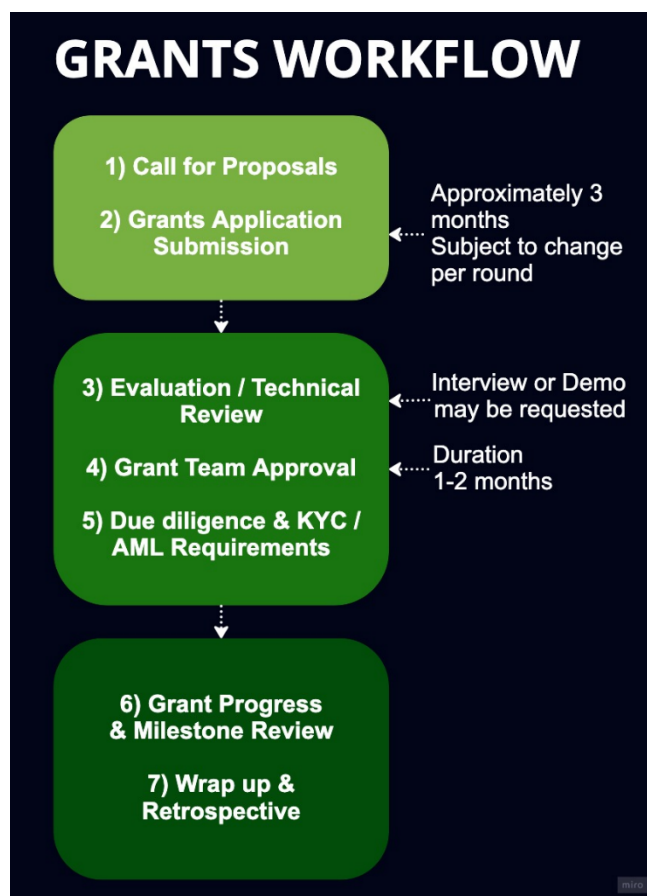 GRANTS WORKFLOW
1) Call for Proposals
2) Grants Application
Submission
Approximately 3
months
Subject to change
per round
3) Evaluation / Technical
Review
Interview or Demo
may be requested
4) Grant Team Approval
Duration
1-2 months
5) Due diligence & KYC /
AML Requirements
6) Grant Progress
& Milestone Review
7) Wrap up &
Retrospective
miro